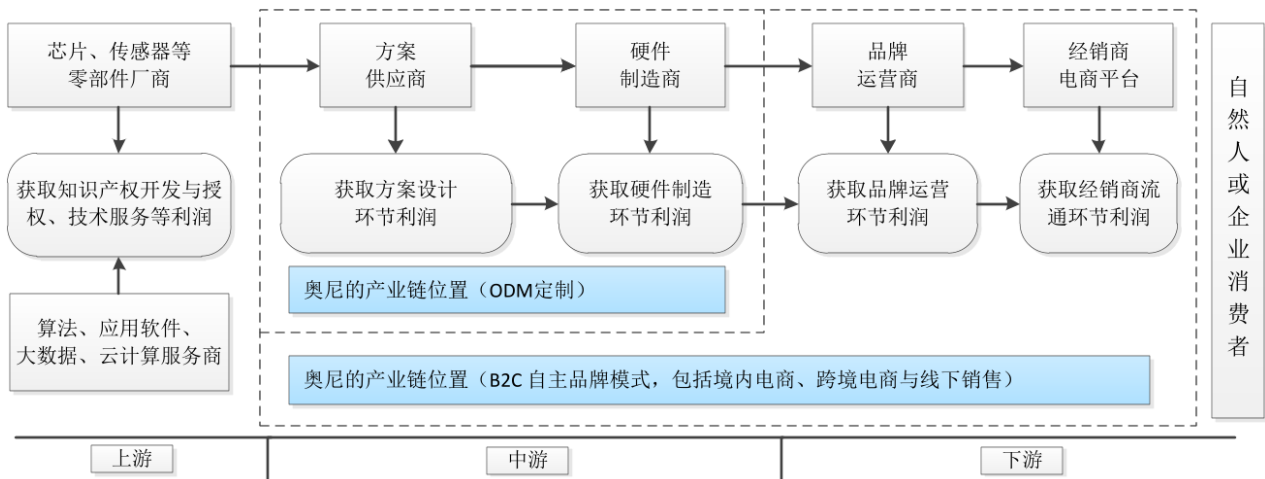 芯片、传感器等
零部件厂商
方案
供应商
硬件
制造商
品牌
运营商
经销商
电商平台
获取知识产权开发与授
权、技术服务等利润
获取方案设计
环节利润
获取硬件制造
环节利润
获取品牌运营
环节利润
获取经销商流
通环节利润
奥尼的产业链位置（ODM定制）
算法、应用软件、
大数据、云计算服务商
奥尼的产业链位置（B2C 自主品牌模式，包括境内电商、跨境电商与线下销售）
自然人或企业消费者
上游
中游
下游